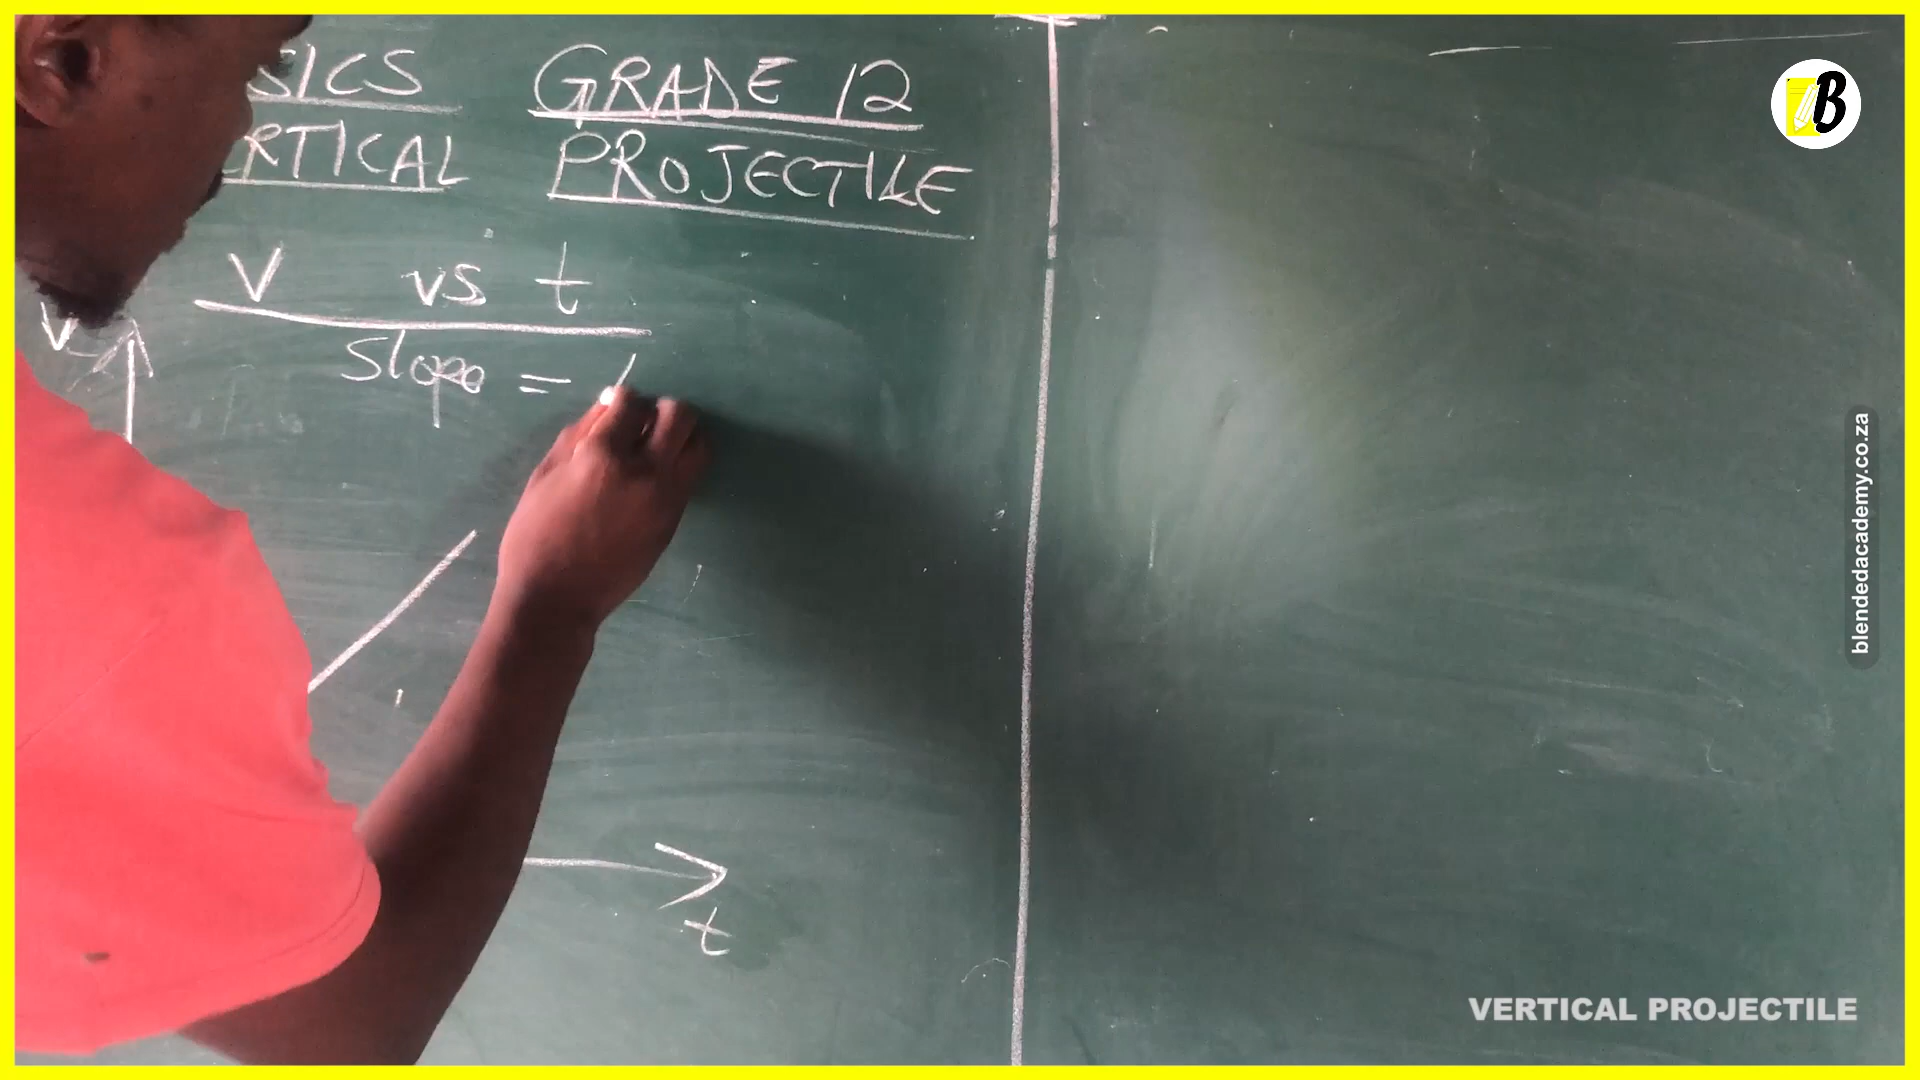 SICS GRADE 12
RTICAL PROJECTILE
V vs t
Slope =
V
t
B
blendedacademy.co.za
VERTICAL PROJECTILE